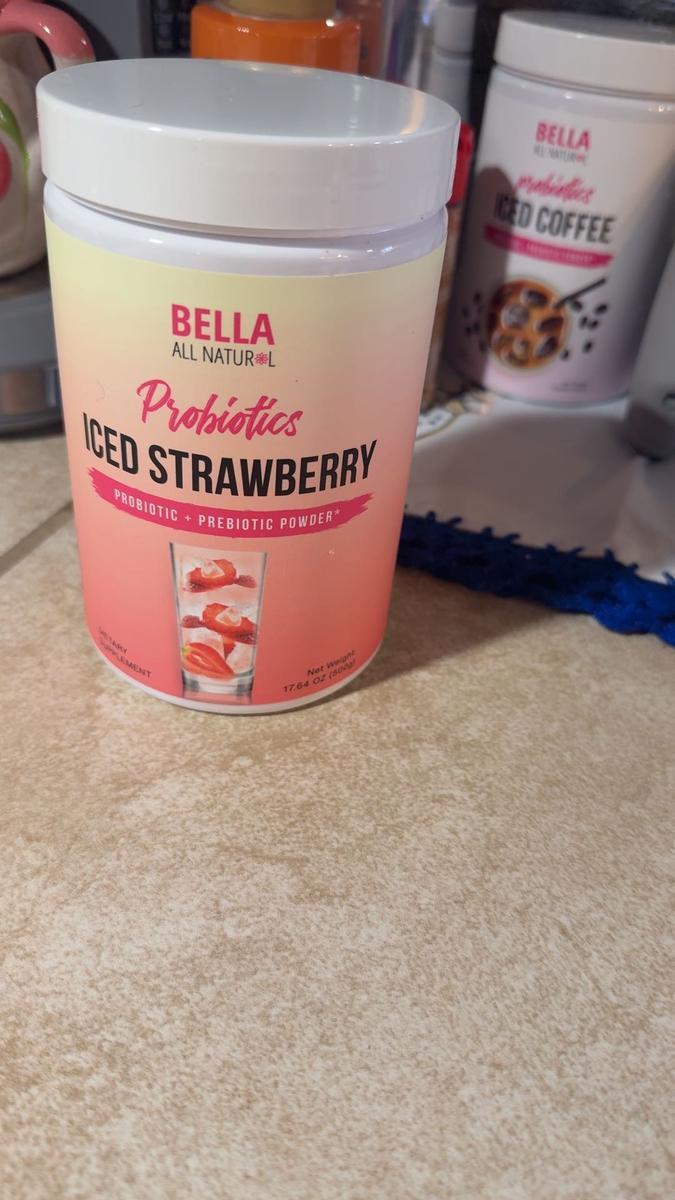 BELLA
ALL NATURAL
Probiotics
ICED STRAWBERRY
PROBIOTIC + PREBIOTIC POWDER*
DIETARY
SUPPLEMENT
Net Weight:
17.64 OZ (500g)
BELLA
ALL NATURAL
probiotics
ICED COFFEE